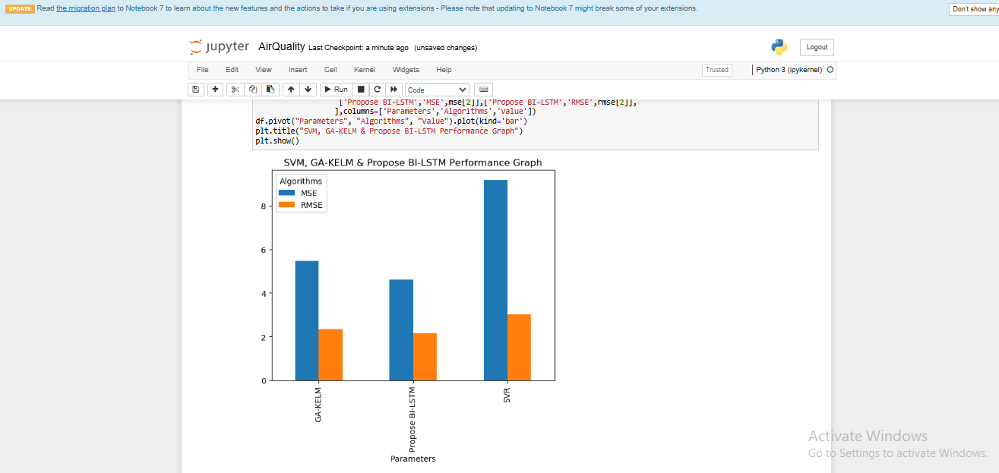 UPDATE Read the migration plan to Notebook 7 to learn about the new features and the actions to take if you are using extensions - Please note that updating to Notebook 7 might break some of your extensions.
Don't show any
jupyter AirQuality Last Checkpoint: a minute ago (unsaved changes)
Logout
File Edit View Insert Cell Kernel Widgets Help
Trusted
Python 3 (ipykernel)
Run
Code
['Propose BI-LSTM','MSE',mse[2]],['Propose BI-LSTM','RMSE',rmse[2]],
],columns=['Parameters','Algorithms','Value'])
df.pivot("Parameters", "Algorithms", "Value").plot(kind='bar')
plt.title("SVM, GA-KELM & Propose BI-LSTM Performance Graph")
plt.show()
SVM, GA-KELM & Propose BI-LSTM Performance Graph
Algorithms
MSE
RMSE
8
6
4
2
0
GA-KELM
Propose BI-LSTM
SVR
Parameters
Activate Windows
Go to Settings to activate Windows.